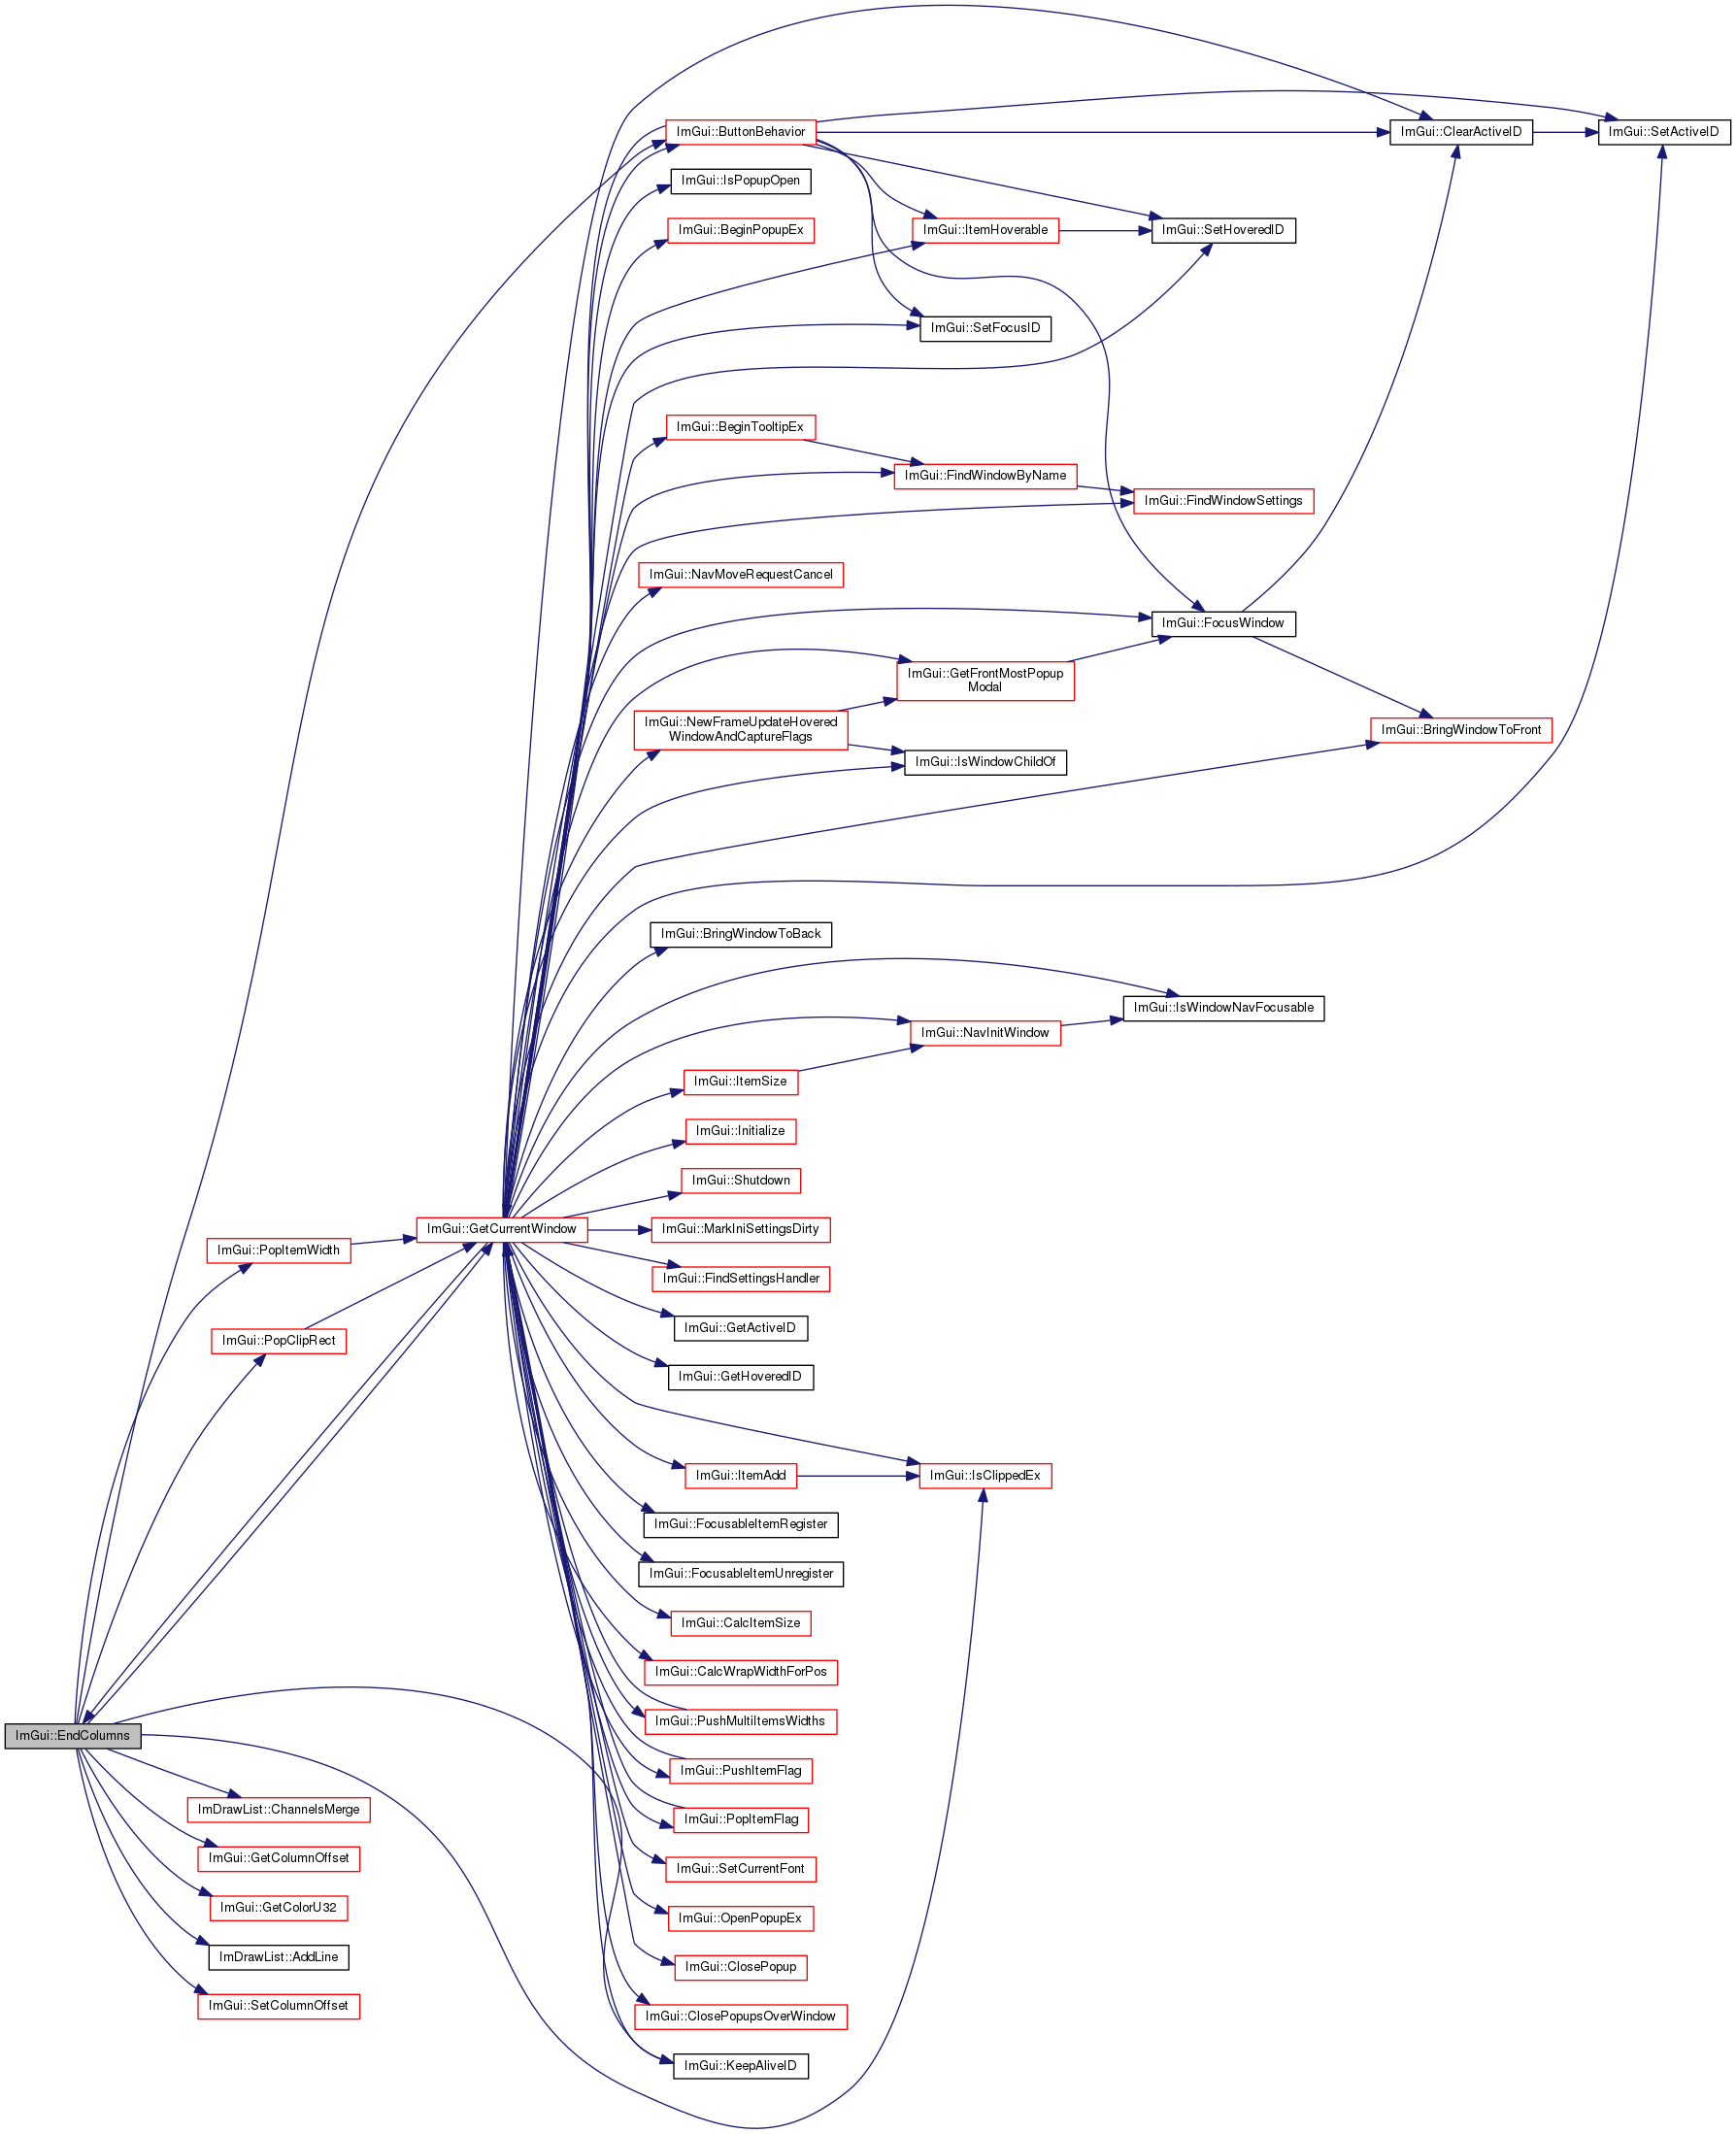 ImGui::ButtonBehavior
ImGui::ClearActiveID
ImGui::SetActiveID
ImGui::IsPopupOpen
ImGui::BeginPopupEx
ImGui::ItemHoverable
ImGui::SetHoveredID
ImGui::SetFocusID
ImGui::BeginTooltipEx
ImGui::FindWindowByName
ImGui::FindWindowSettings
ImGui::NavMoveRequestCancel
ImGui::FocusWindow
ImGui::GetFrontMostPopup
Modal
ImGui::NewFrameUpdateHovered
WindowAndCaptureFlags
ImGui::BringWindowToFront
ImGui::IsWindowChildOf
ImGui::BringWindowToBack
ImGui::IsWindowNavFocusable
ImGui::NavInitWindow
ImGui::ItemSize
ImGui::Initialize
ImGui::Shutdown
ImGui::GetCurrentWindow
ImGui::MarkIniSettingsDirty
ImGui::PopItemWidth
ImGui::FindSettingsHandler
ImGui::GetActiveID
ImGui::PopClipRect
ImGui::GetHoveredID
ImGui::ItemAdd
ImGui::IsClippedEx
ImGui::FocusableItemRegister
ImGui::FocusableItemUnregister
ImGui::CalcItemSize
ImGui::CalcWrapWidthForPos
ImGui::PushMultiItemsWidths
ImGui::EndColumns
ImGui::PushItemFlag
ImDrawList::ChannelsMerge
ImGui::PopItemFlag
ImGui::GetColumnOffset
ImGui::SetCurrentFont
ImGui::GetColorU32
ImGui::OpenPopupEx
ImDrawList::AddLine
ImGui::ClosePopup
ImGui::SetColumnOffset
ImGui::ClosePopupsOverWindow
ImGui::KeepAliveID